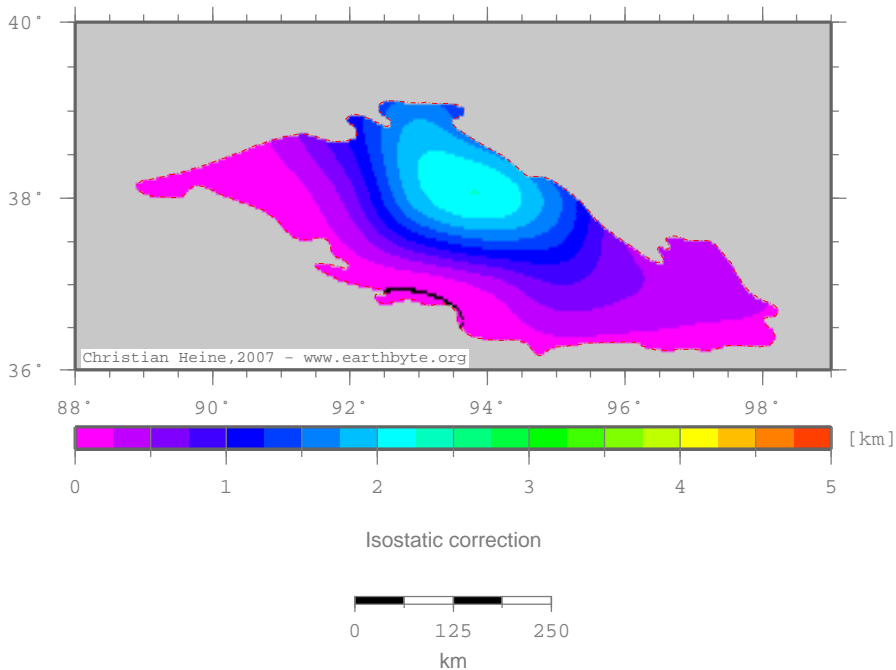 40°
38°
36°
Christian Heine,2007 - www.earthbyte.org
88° 90° 92° 94° 96° 98°
[km]
0 1 2 3 4 5
Isostatic correction
0 125 250
km